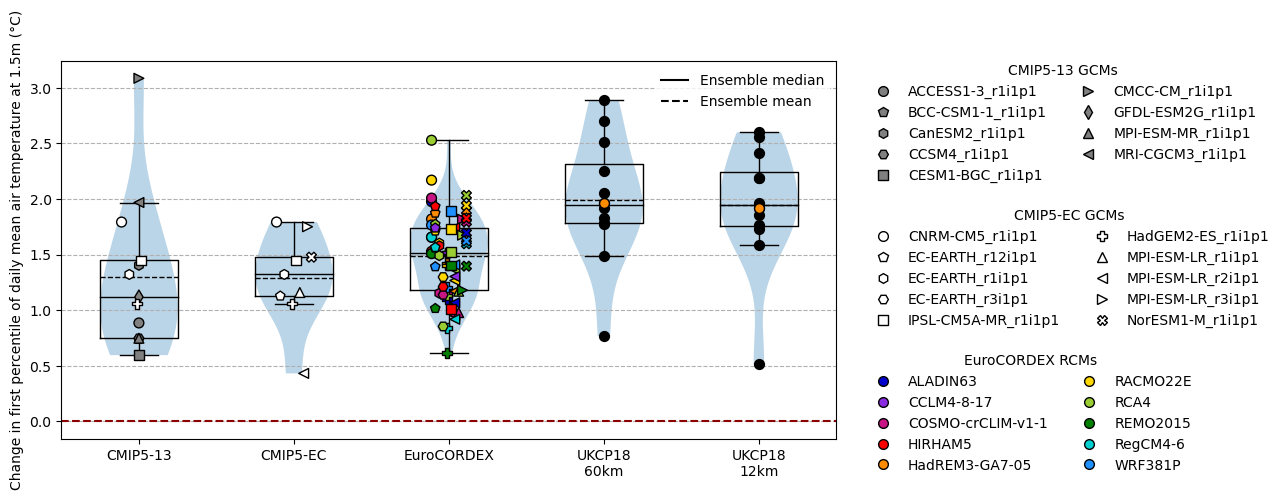 Change in first percentile of daily mean air temperature at 1.5m (°C)
3.0
2.5
2.0
1.5
1.0
0.5
0.0
Ensemble median
Ensemble mean
CMIP5-13
CMIP5-EC
EuroCORDEX
UKCP18
60km
UKCP18
12km
CMIP5-13 GCMs
ACCESS1-3_r1i1p1
BCC-CSM1-1_r1i1p1
CanESM2_r1i1p1
CCSM4_r1i1p1
CESM1-BGC_r1i1p1
CMCC-CM_r1i1p1
GFDL-ESM2G_r1i1p1
MPI-ESM-MR_r1i1p1
MRI-CGCM3_r1i1p1
CMIP5-EC GCMs
CNRM-CM5_r1i1p1
EC-EARTH_r12i1p1
EC-EARTH_r1i1p1
EC-EARTH_r3i1p1
IPSL-CM5A-MR_r1i1p1
HadGEM2-ES_r1i1p1
MPI-ESM-LR_r1i1p1
MPI-ESM-LR_r2i1p1
MPI-ESM-LR_r3i1p1
NorESM1-M_r1i1p1
EuroCORDEX RCMs
ALADIN63
CCLM4-8-17
COSMO-crCLIM-v1-1
HIRHAM5
HadREM3-GA7-05
RACMO22E
RCA4
REMO2015
RegCM4-6
WRF381P